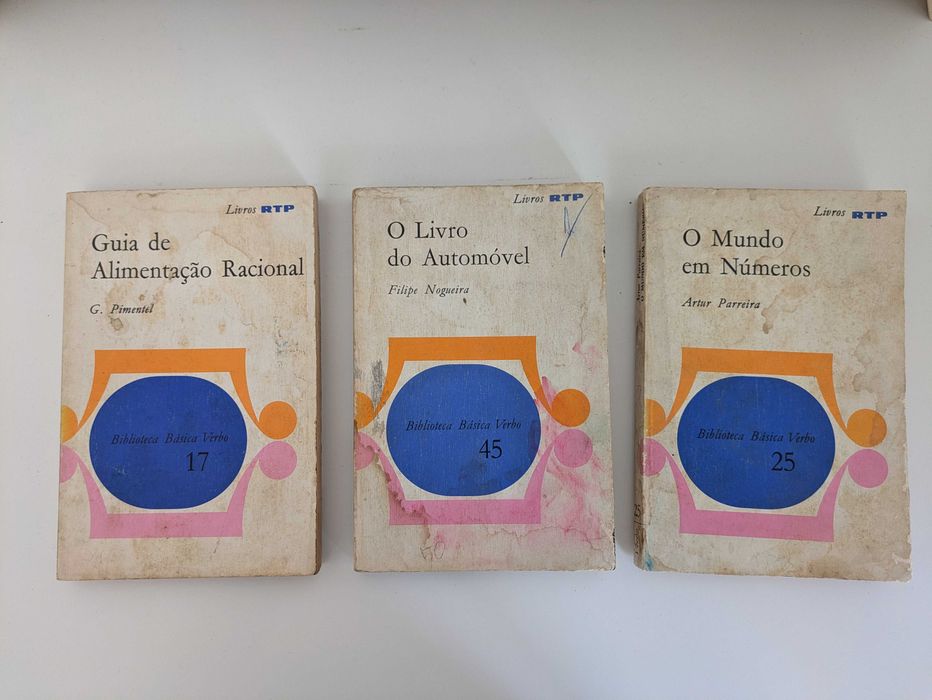 Livros RTP
Guia de
Alimentação Racional
G. Pimentel
Biblioteca Básica Verbo
17
Livros RTP
O Livro
do Automóvel
Filipe Nogueira
Biblioteca Básica Verbo
45
Livros RTP
O Mundo
em Números
Artur Parreira
Biblioteca Básica Verbo
25
25